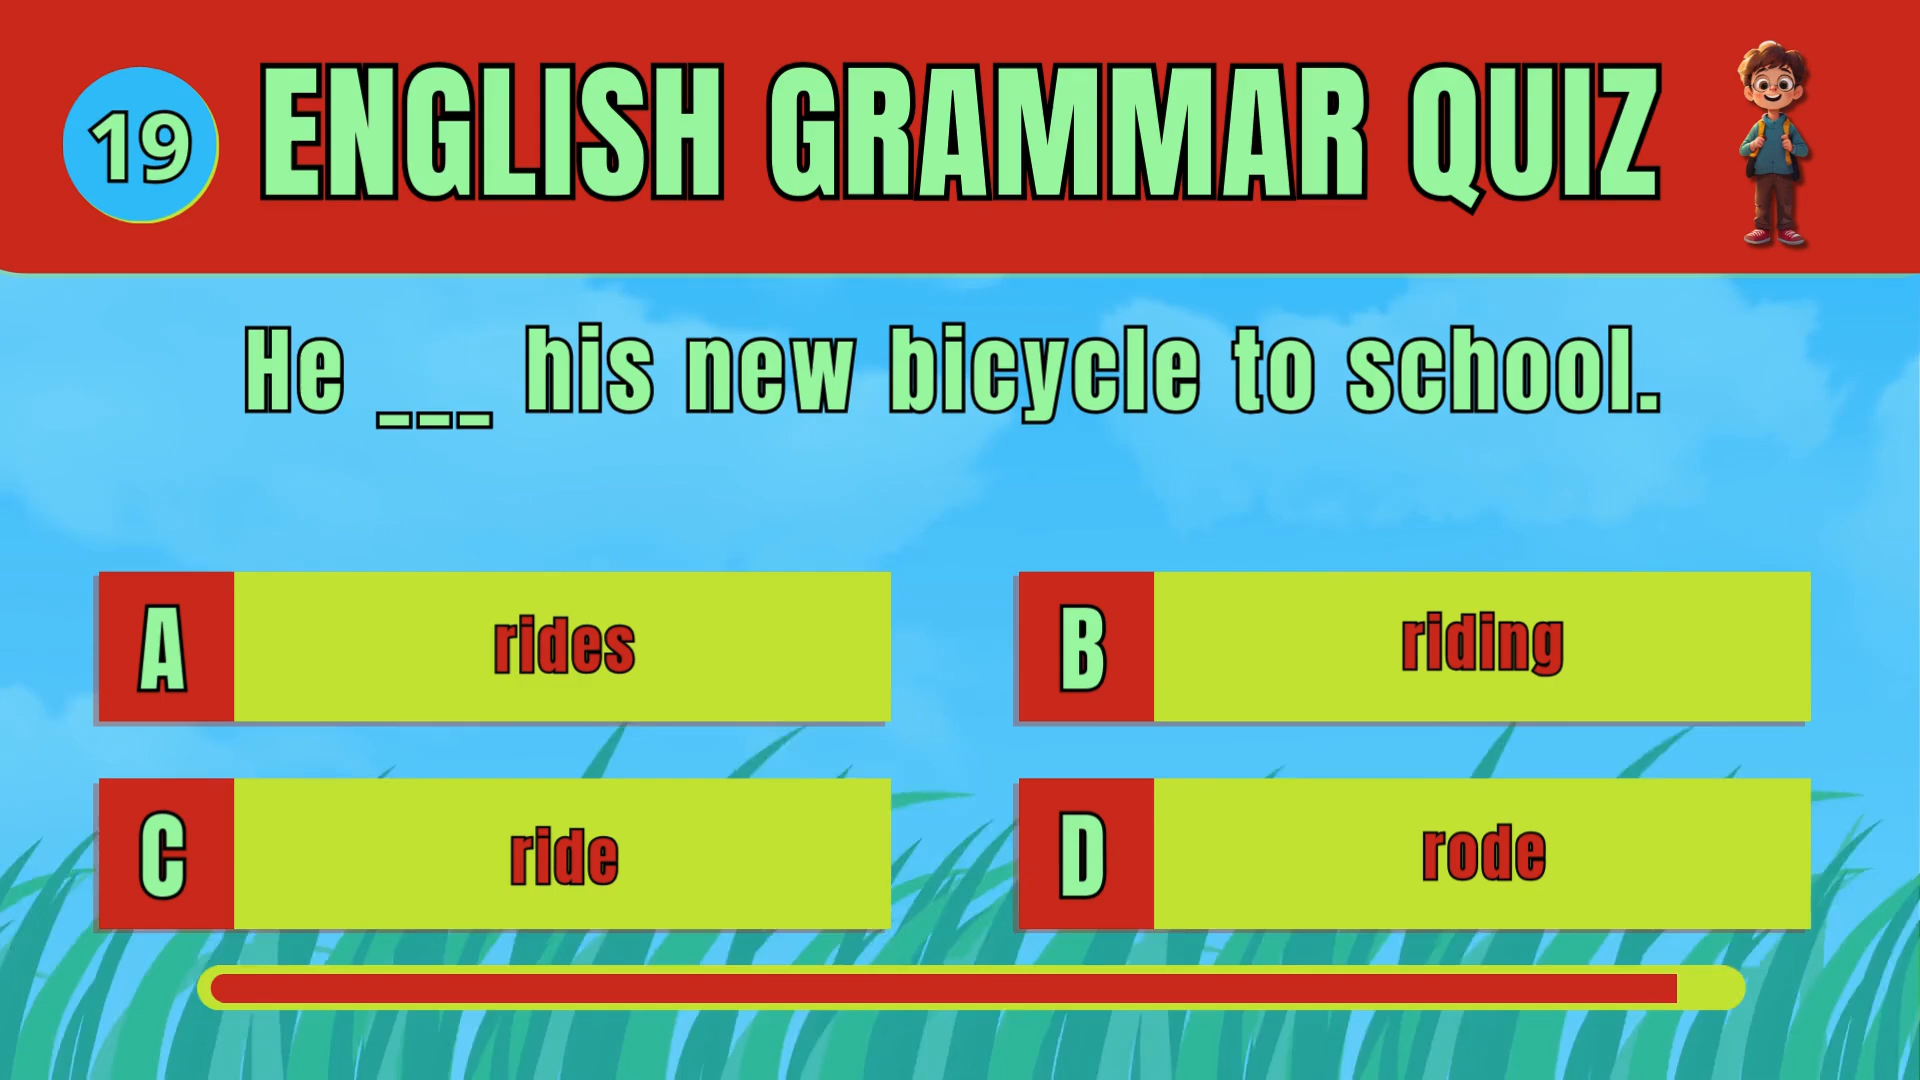 19
ENGLISH GRAMMAR QUIZ
He ___ his new bicycle to school.
A
rides
B
riding
C
ride
D
rode